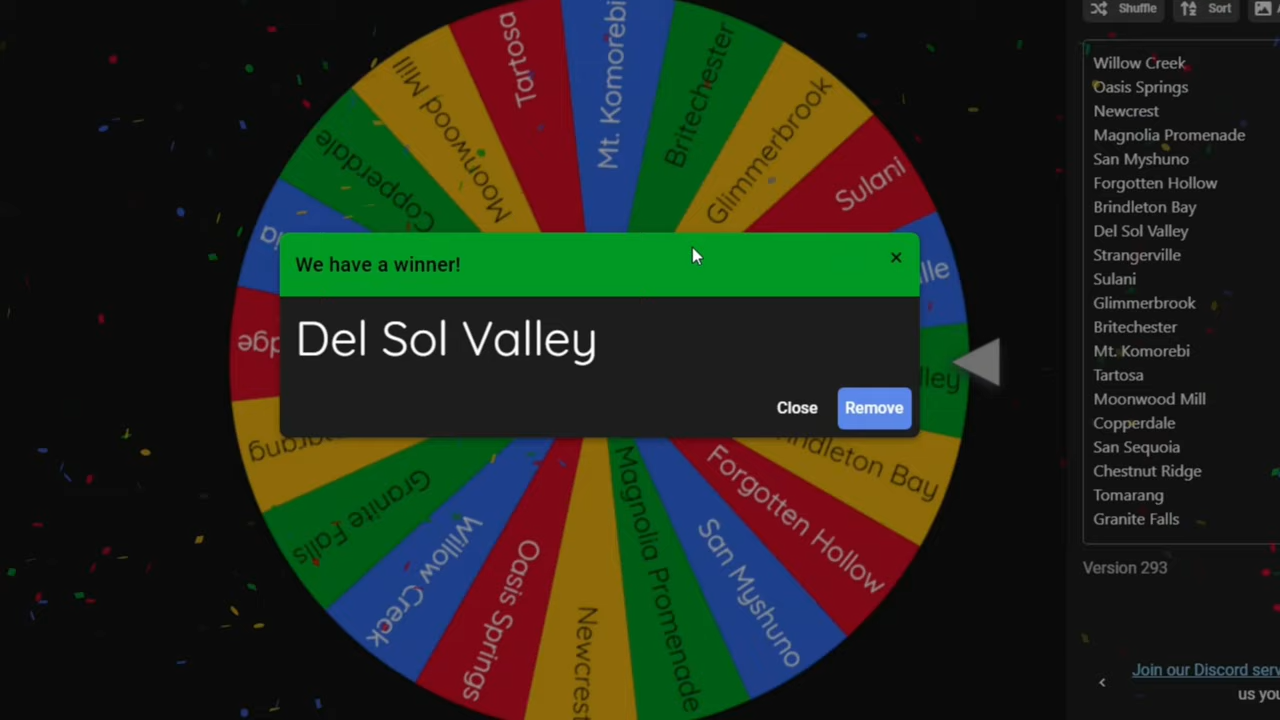 Shuffle
Sort
Tartosa
Mt. Komorebi
Britechester
Glimmerbrook
Sulani
Moonwood Mill
Copperdale
We have a winner!
Del Sol Valley
Close
Remove
Granite Falls
Willow Creek
Oasis Springs
Newcrest
Magnolia Promenade
San Myshuno
Forgotten Hollow
Willow Creek
Oasis Springs
Newcrest
Magnolia Promenade
San Myshuno
Forgotten Hollow
Brindleton Bay
Del Sol Valley
Strangerville
Sulani
Glimmerbrook
Britechester
Mt. Komorebi
Tartosa
Moonwood Mill
Copperdale
San Sequoia
Chestnut Ridge
Tomarang
Granite Falls
Version 293
Join our Discord serv
us you